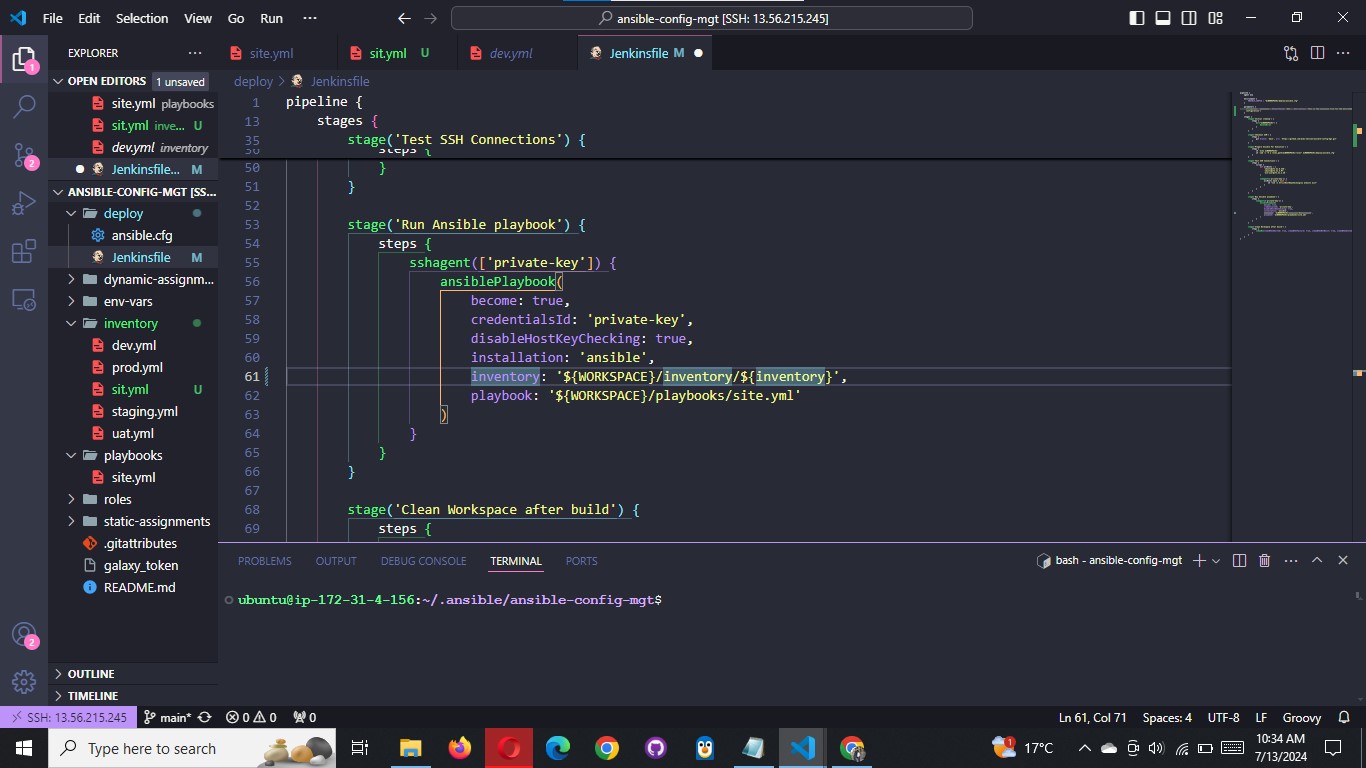 File Edit Selection View Go Run ··· ansible-config-mgt [SSH: 13.56.215.245]
EXPLORER
OPEN EDITORS 1 unsaved
site.yml playbooks
sit.yml inve... U
dev.yml inventory
Jenkinsfile... M
ANSIBLE-CONFIG-MGT [SS...
deploy
ansible.cfg
Jenkinsfile M
dynamic-assignm...
env-vars
inventory
dev.yml
prod.yml
sit.yml U
staging.yml
uat.yml
playbooks
site.yml
roles
static-assignments
.gitattributes
galaxy_token
README.md
OUTLINE
TIMELINE
1
2
2
site.yml sit.yml U dev.yml Jenkinsfile M
deploy > Jenkinsfile
1 pipeline {
13 stages {
35 stage('Test SSH Connections') {
36 steps {
50 }
51 }
52
53 stage('Run Ansible playbook') {
54 steps {
55 sshagent(['private-key']) {
56 ansiblePlaybook(
57 become: true,
58 credentialsId: 'private-key',
59 disableHostKeyChecking: true,
60 installation: 'ansible',
61 inventory: '${WORKSPACE}/inventory/${inventory}',
62 playbook: '${WORKSPACE}/playbooks/site.yml'
63 )
64 }
65 }
66 }
67
68 stage('Clean Workspace after build') {
69 steps {
PROBLEMS OUTPUT DEBUG CONSOLE TERMINAL PORTS bash - ansible-config-mgt
ubuntu@ip-172-31-4-156:~/.ansible/ansible-config-mgt$
SSH: 13.56.215.245 main* 0 0 0 Ln 61, Col 71 Spaces: 4 UTF-8 LF Groovy
Type here to search 1 17°C 10:34 AM
7/13/2024